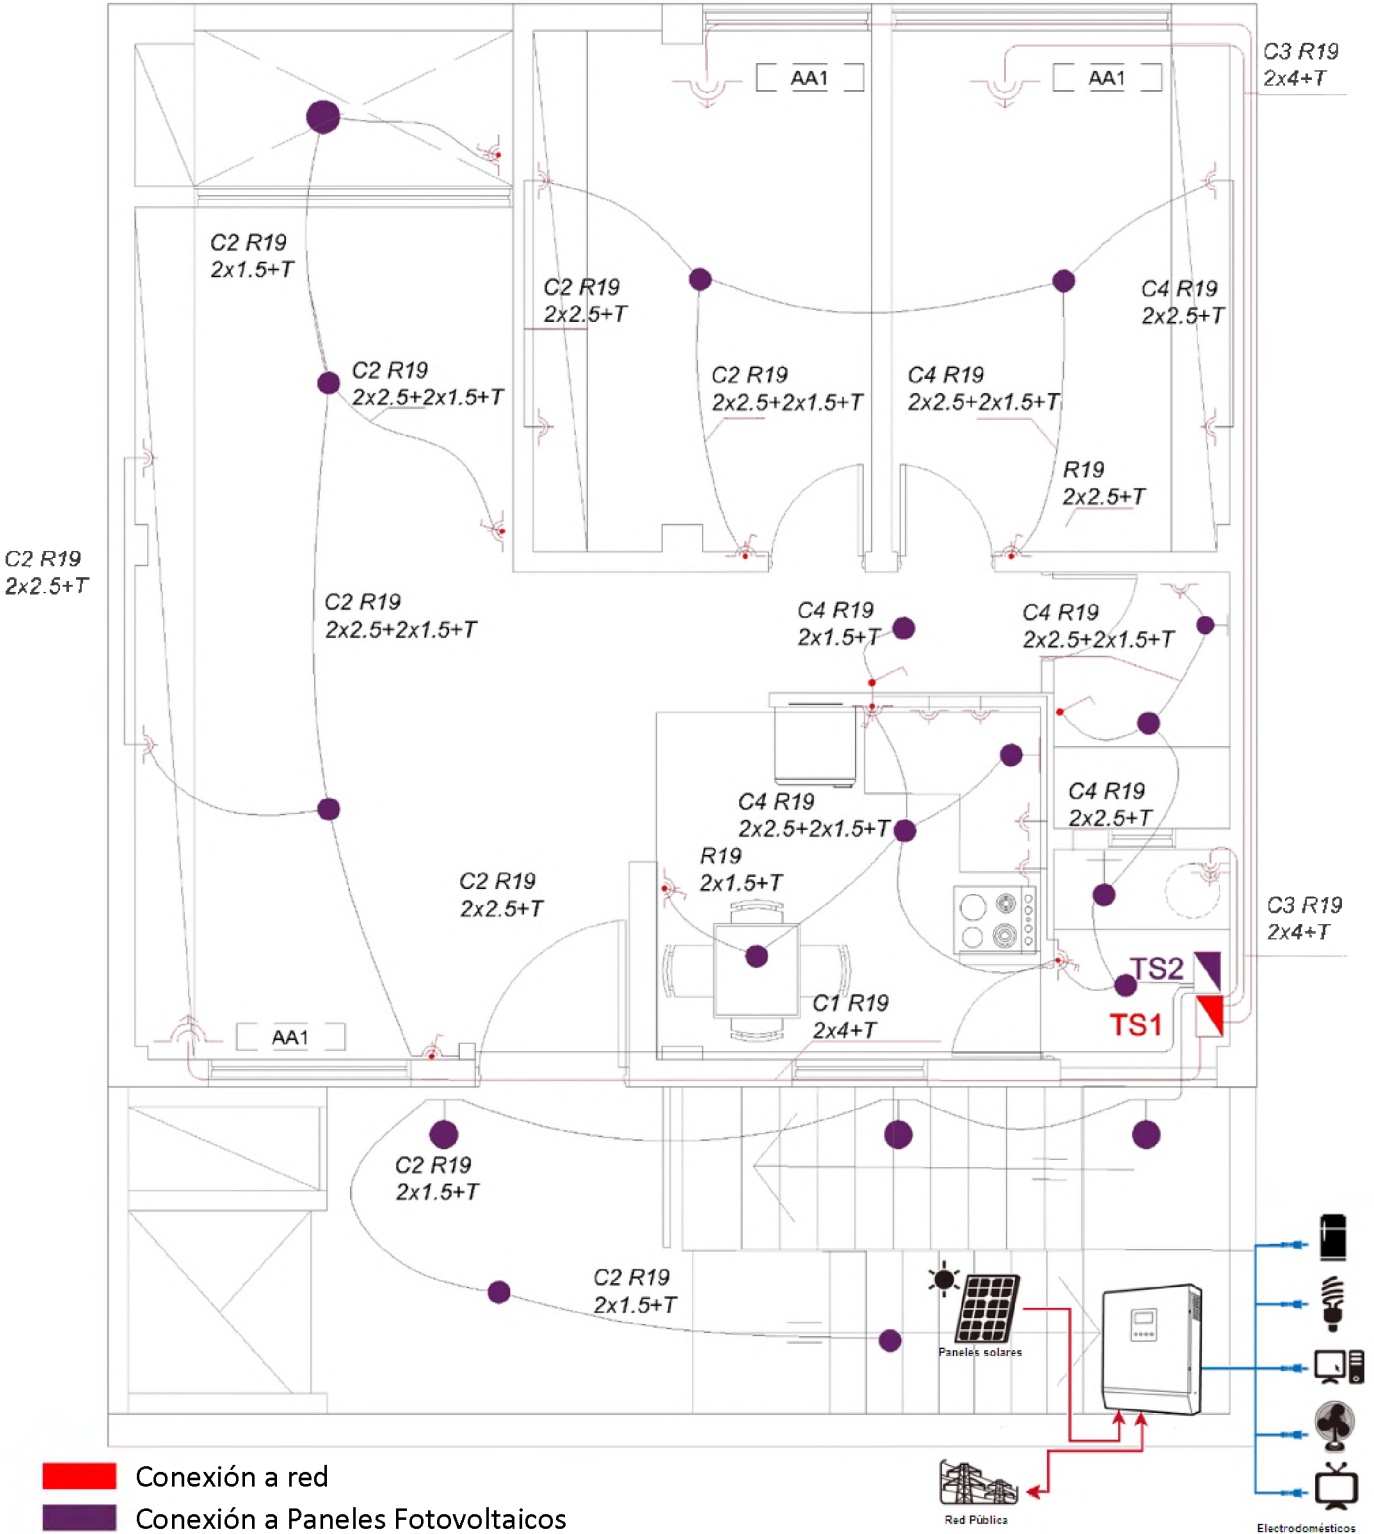 C3 R19
2x4+T
AA1
AA1
C2 R19
2x1.5+T
C2 R19
2x2.5+T
C4 R19
2x2.5+T
C2 R19
2x2.5+2x1.5+T
C2 R19
2x2.5+2x1.5+T
C4 R19
2x2.5+2x1.5+T
R19
2x2.5+T
C2 R19
2x2.5+T
C2 R19
2x2.5+2x1.5+T
C4 R19
2x1.5+T
C4 R19
2x2.5+2x1.5+T
C4 R19
2x2.5+2x1.5+T
C4 R19
2x2.5+T
R19
2x1.5+T
C2 R19
2x2.5+T
C3 R19
2x4+T
TS2
TS1
C1 R19
2x4+T
AA1
C2 R19
2x1.5+T
C2 R19
2x1.5+T
Paneles solares
Red Pública
Electrodomésticos
Conexión a red
Conexión a Paneles Fotovoltaicos